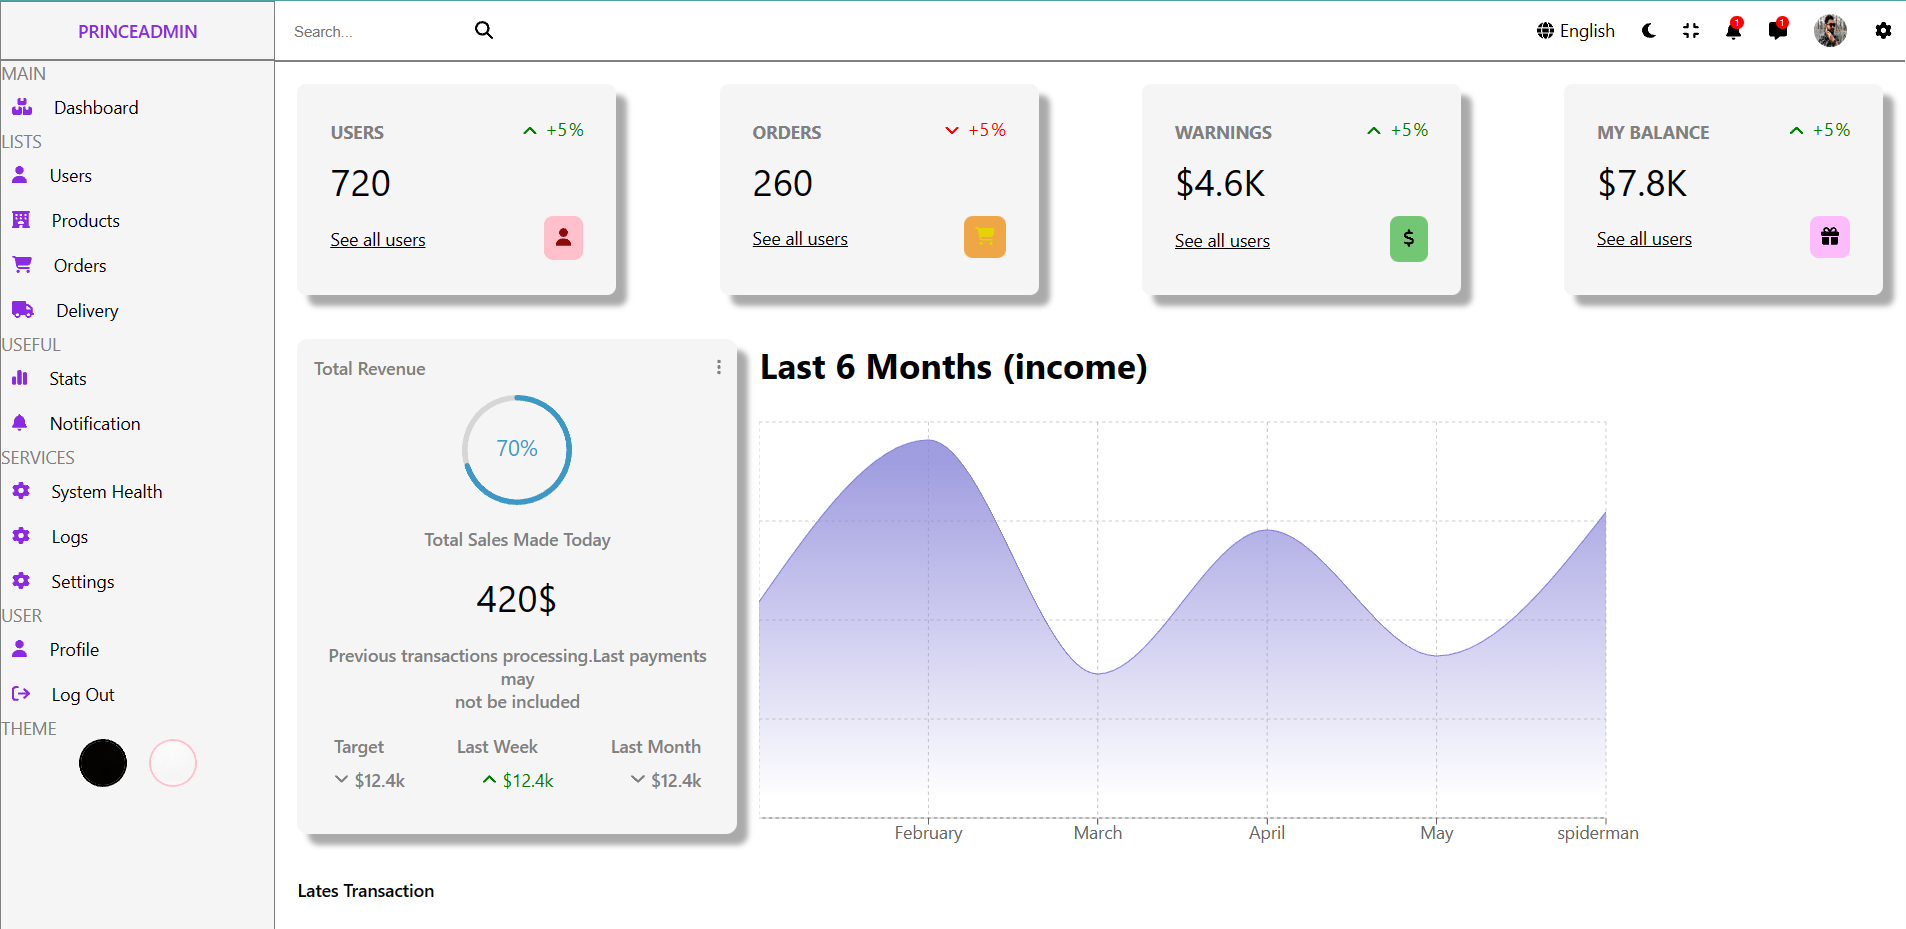 PRINCEADMIN
Search...
English
1
1
MAIN
Dashboard
LISTS
Users
Products
Orders
Delivery
USEFUL
Stats
Notification
SERVICES
System Health
Logs
Settings
USER
Profile
Log Out
THEME
USERS
+5%
720
See all users
ORDERS
+5%
260
See all users
WARNINGS
+5%
$4.6K
See all users
$
MY BALANCE
+5%
$7.8K
See all users
Total Revenue
70%
Total Sales Made Today
420$
Previous transactions processing.Last payments
may
not be included
Target
Last Week
Last Month
$12.4k
$12.4k
$12.4k
Last 6 Months (income)
February
March
April
May
spiderman
Lates Transaction